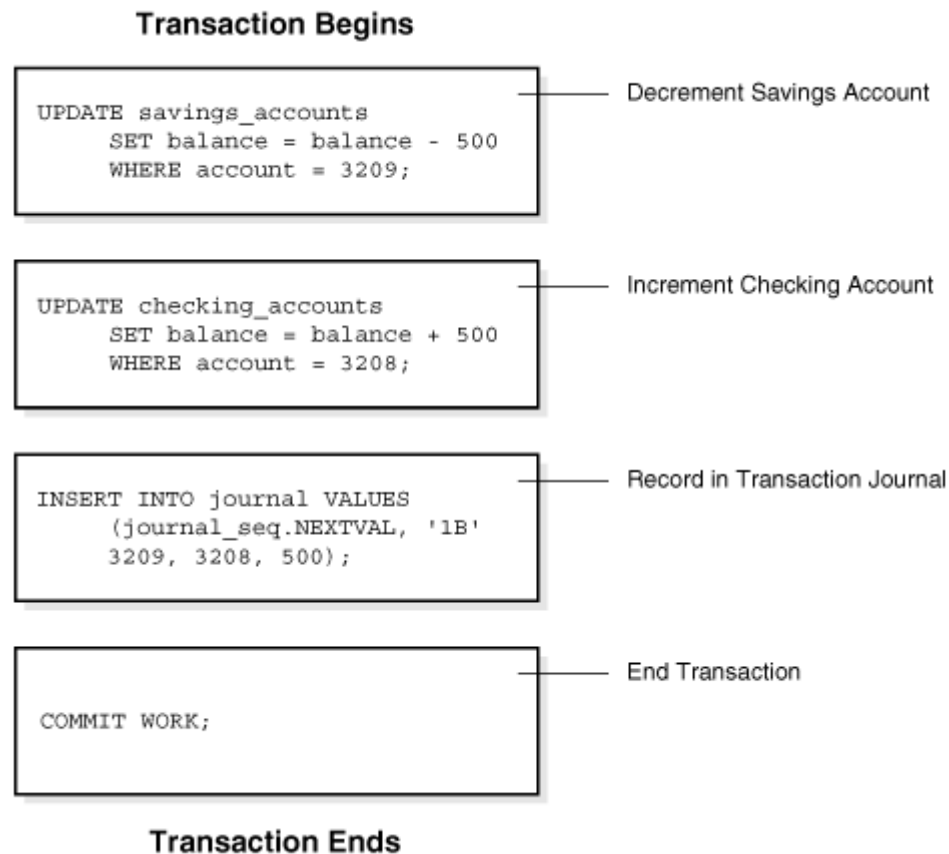 Transaction Begins
UPDATE savings_accounts
SET balance = balance - 500
WHERE account = 3209;
Decrement Savings Account
UPDATE checking_accounts
SET balance = balance + 500
WHERE account = 3208;
Increment Checking Account
INSERT INTO journal VALUES
(journal_seq.NEXTVAL, '1B'
3209, 3208, 500);
Record in Transaction Journal
COMMIT WORK;
End Transaction
Transaction Ends